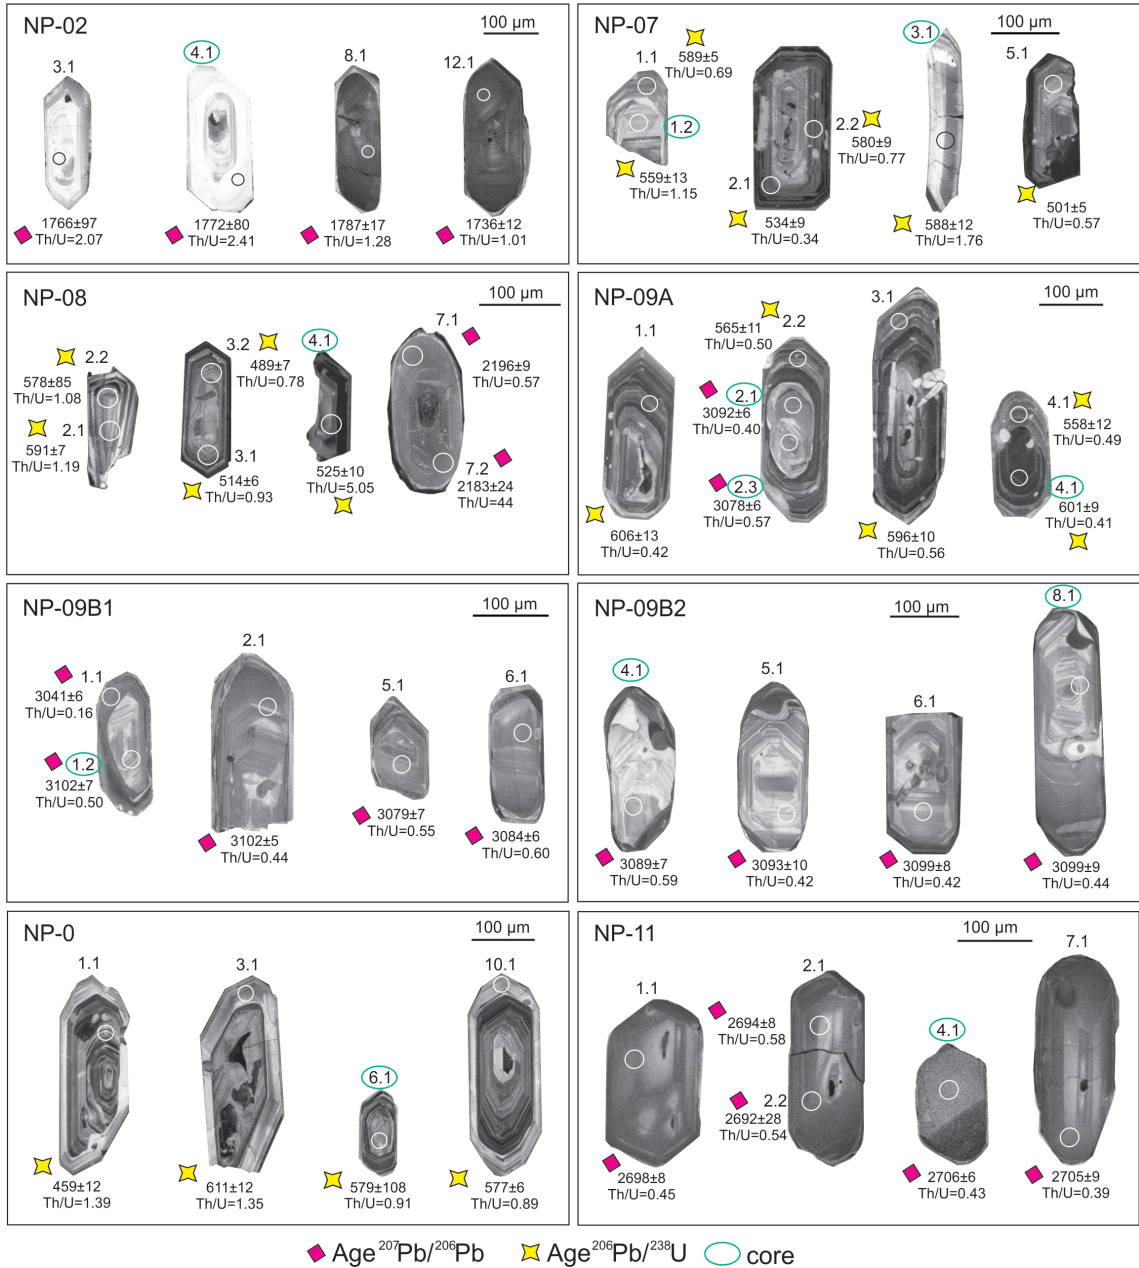 NP-02
100 µm
3.1
4.1
8.1
12.1
1766±97
Th/U=2.07
1772±80
Th/U=2.41
1787±17
Th/U=1.28
1736±12
Th/U=1.01
NP-07
100 µm
1.1
589±5
Th/U=0.69
1.2
559±13
Th/U=1.15
2.2
580±9
Th/U=0.77
2.1
534±9
Th/U=0.34
3.1
588±12
Th/U=1.76
5.1
501±5
Th/U=0.57
NP-08
100 µm
2.2
578±85
Th/U=1.08
2.1
591±7
Th/U=1.19
3.2
489±7
Th/U=0.78
3.1
514±6
Th/U=0.93
4.1
525±10
Th/U=5.05
7.1
2196±9
Th/U=0.57
7.2
2183±24
Th/U=44
NP-09A
100 µm
1.1
606±13
Th/U=0.42
565±11
2.2
Th/U=0.50
2.1
3092±6
Th/U=0.40
2.3
3078±6
Th/U=0.57
3.1
596±10
Th/U=0.56
4.1
558±12
Th/U=0.49
4.1
601±9
Th/U=0.41
NP-09B1
100 µm
1.1
3041±6
Th/U=0.16
1.2
3102±7
Th/U=0.50
2.1
3102±5
Th/U=0.44
5.1
3079±7
Th/U=0.55
6.1
3084±6
Th/U=0.60
NP-09B2
100 µm
4.1
3089±7
Th/U=0.59
5.1
3093±10
Th/U=0.42
6.1
3099±8
Th/U=0.42
8.1
3099±9
Th/U=0.44
NP-0
100 µm
1.1
459±12
Th/U=1.39
3.1
611±12
Th/U=1.35
6.1
579±108
Th/U=0.91
10.1
577±6
Th/U=0.89
NP-11
100 µm
1.1
2698±8
Th/U=0.45
2.1
2694±8
Th/U=0.58
2.2
2692±28
Th/U=0.54
4.1
2706±6
Th/U=0.43
7.1
2705±9
Th/U=0.39
Age 207Pb/206Pb
Age 206Pb/238U
core